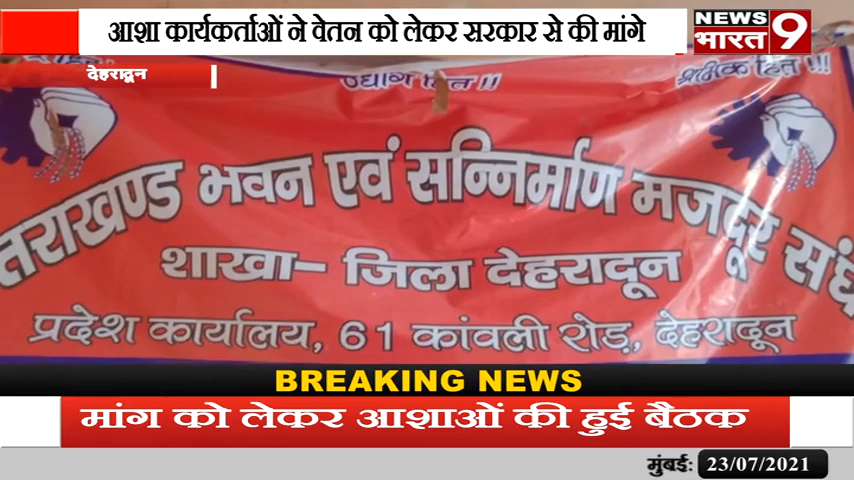 आशा कार्यकर्ताओं ने वेतन को लेकर सरकार से की मांगे
NEWS
भारत 9
देहरादून
हित !!
श्रमिक हित !!!
त्तराखण्ड भवन एवं सन्निर्माण मजदूर संघ
शाखा- जिला देहरादून
प्रदेश कार्यालय, 61 कांवली रोड़, देहरादून
BREAKING NEWS
मांग को लेकर आशाओं की हुई बैठक
मुंबई: 23/07/2021